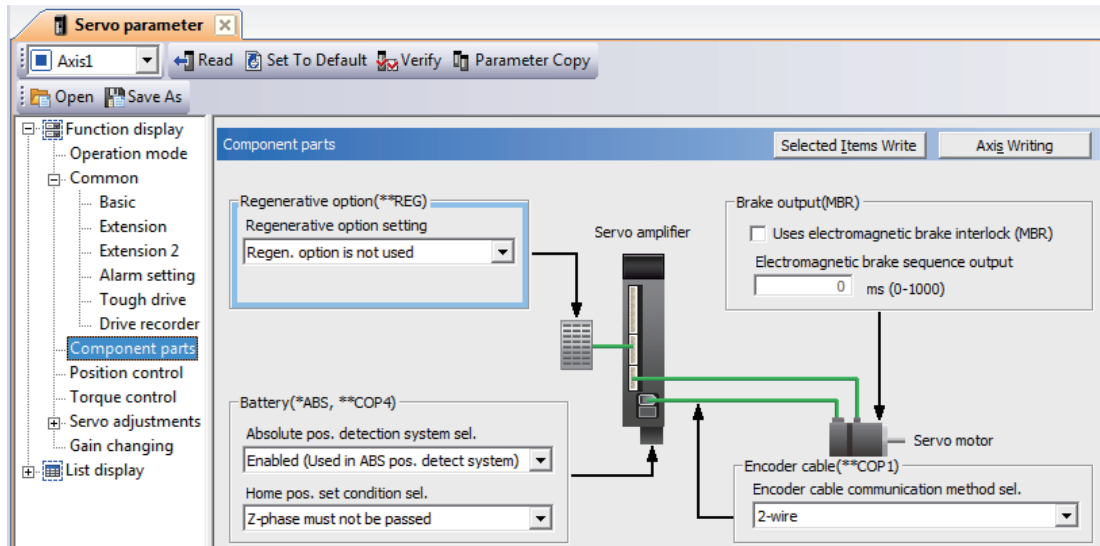 Servo parameter
Axis1 Read Set To Default Verify Parameter Copy
Open Save As
Function display
Operation mode
Common
Basic
Extension
Extension 2
Alarm setting
Tough drive
Drive recorder
Component parts
Position control
Torque control
Servo adjustments
Gain changing
List display
Component parts
Selected Items Write
Axis Writing
Regenerative option(**REG)
Regenerative option setting
Regen. option is not used
Servo amplifier
Brake output(MBR)
Uses electromagnetic brake interlock (MBR)
Electromagnetic brake sequence output
0 ms (0-1000)
Battery(*ABS, **COP4)
Absolute pos. detection system sel.
Enabled (Used in ABS pos. detect system)
Home pos. set condition sel.
Z-phase must not be passed
Servo motor
Encoder cable(**COP1)
Encoder cable communication method sel.
2-wire